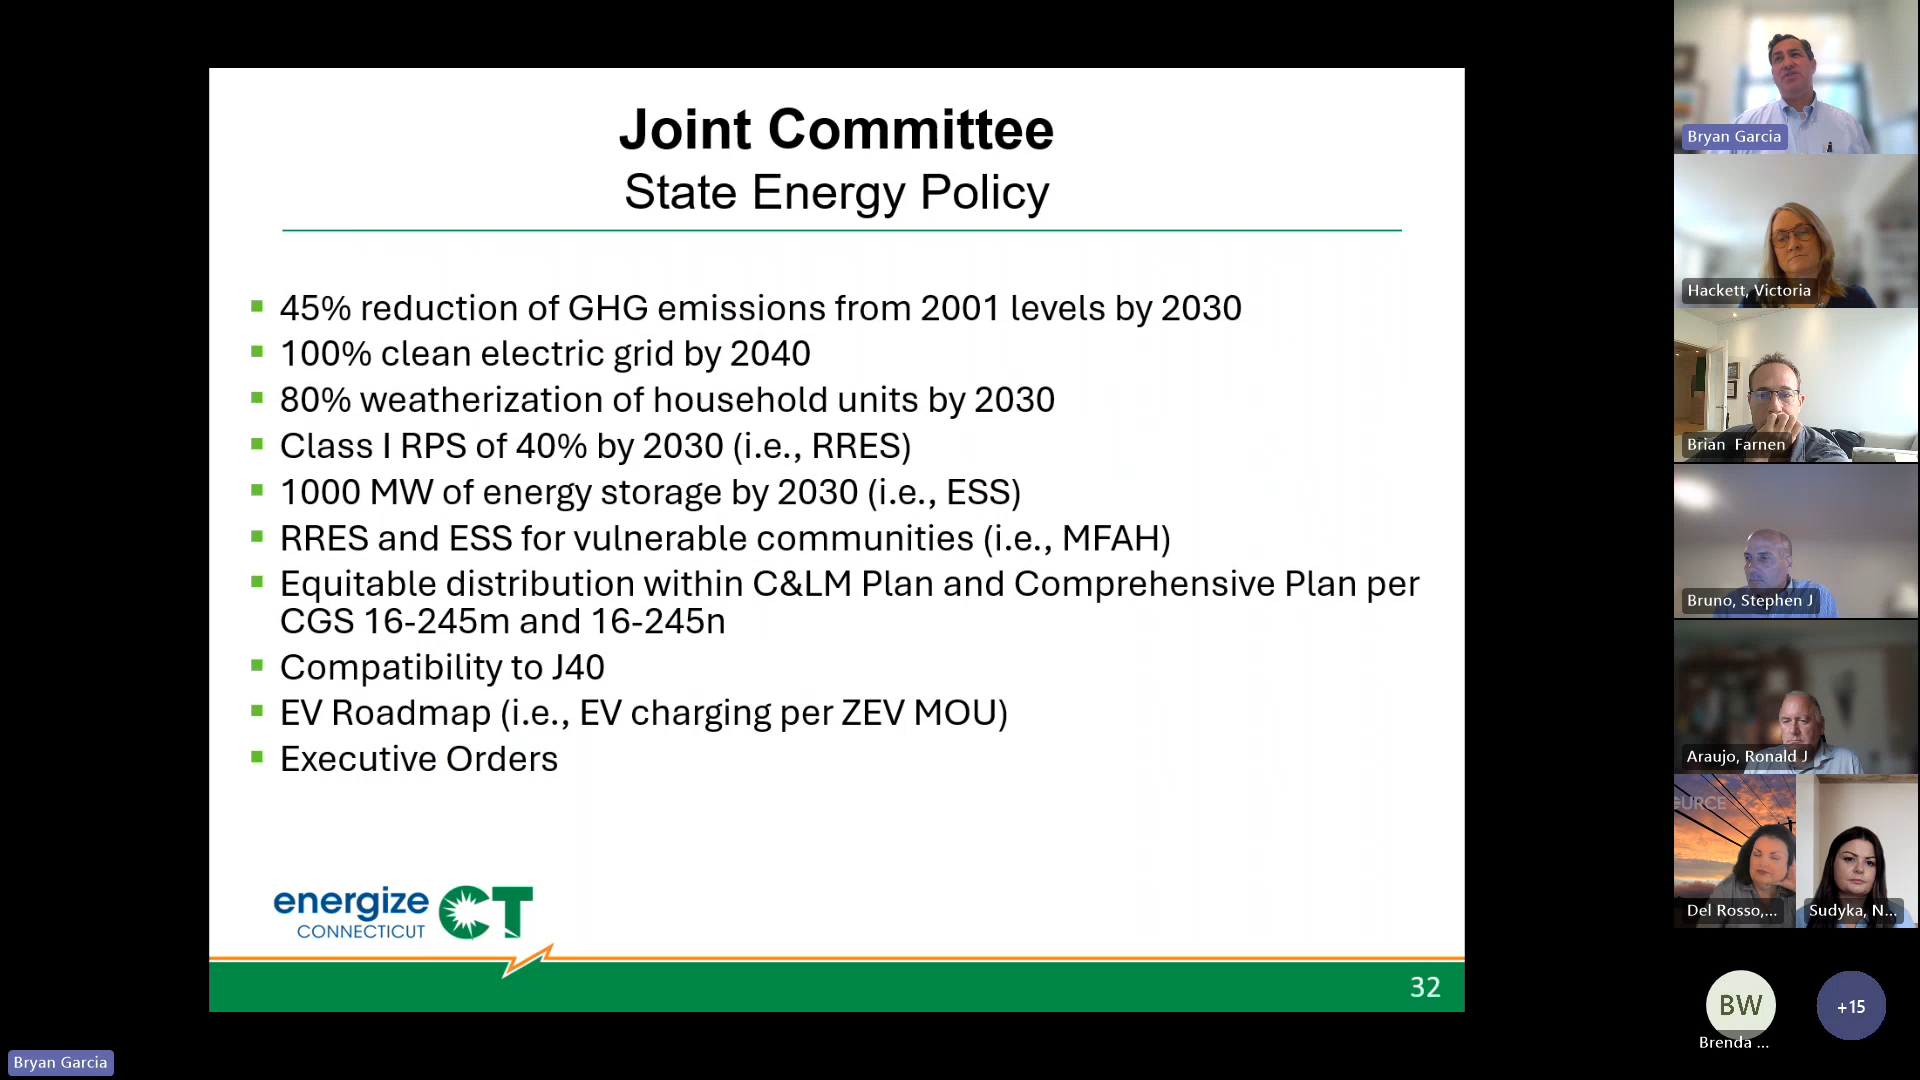 Joint Committee
State Energy Policy
45% reduction of GHG emissions from 2001 levels by 2030
100% clean electric grid by 2040
80% weatherization of household units by 2030
Class I RPS of 40% by 2030 (i.e., RRES)
1000 MW of energy storage by 2030 (i.e., ESS)
RRES and ESS for vulnerable communities (i.e., MFAH)
Equitable distribution within C&LM Plan and Comprehensive Plan per
CGS 16-245m and 16-245n
Compatibility to J40
EV Roadmap (i.e., EV charging per ZEV MOU)
Executive Orders
energize CT
CONNECTICUT
32
Bryan Garcia
Bryan Garcia
Hackett, Victoria
Brian Farnen
Bruno, Stephen J
Araujo, Ronald J
URCE
Del Rosso,...
Sudyka, N...
BW
+15
Brenda ...